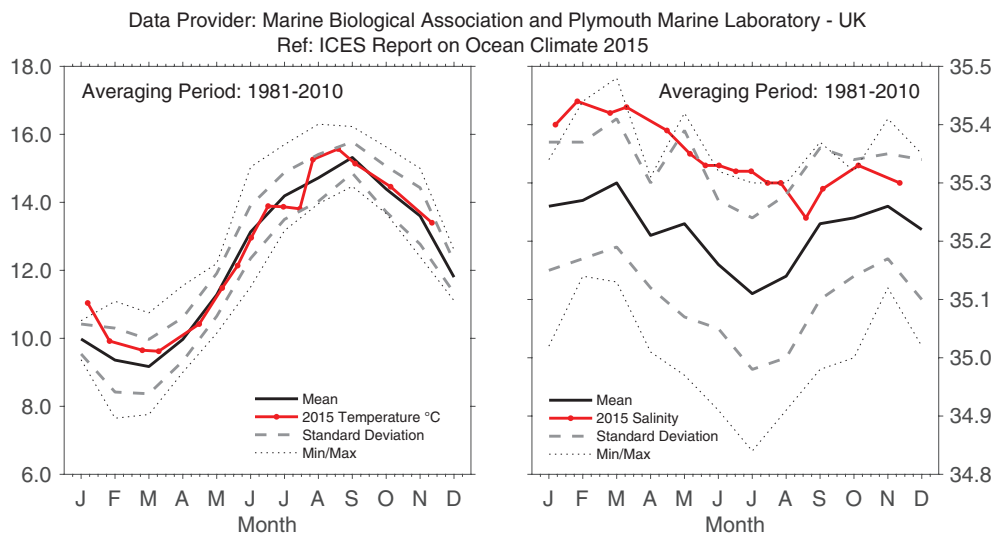 Data Provider: Marine Biological Association and Plymouth Marine Laboratory - UK
Ref: ICES Report on Ocean Climate 2015
18.0
16.0
14.0
12.0
10.0
8.0
6.0
Averaging Period: 1981-2010
Mean
2015 Temperature °C
Standard Deviation
Min/Max
J F M A M J J A S O N D
Month
Averaging Period: 1981-2010
Mean
2015 Salinity
Standard Deviation
Min/Max
35.5
35.4
35.3
35.2
35.1
35.0
34.9
34.8
J F M A M J J A S O N D
Month